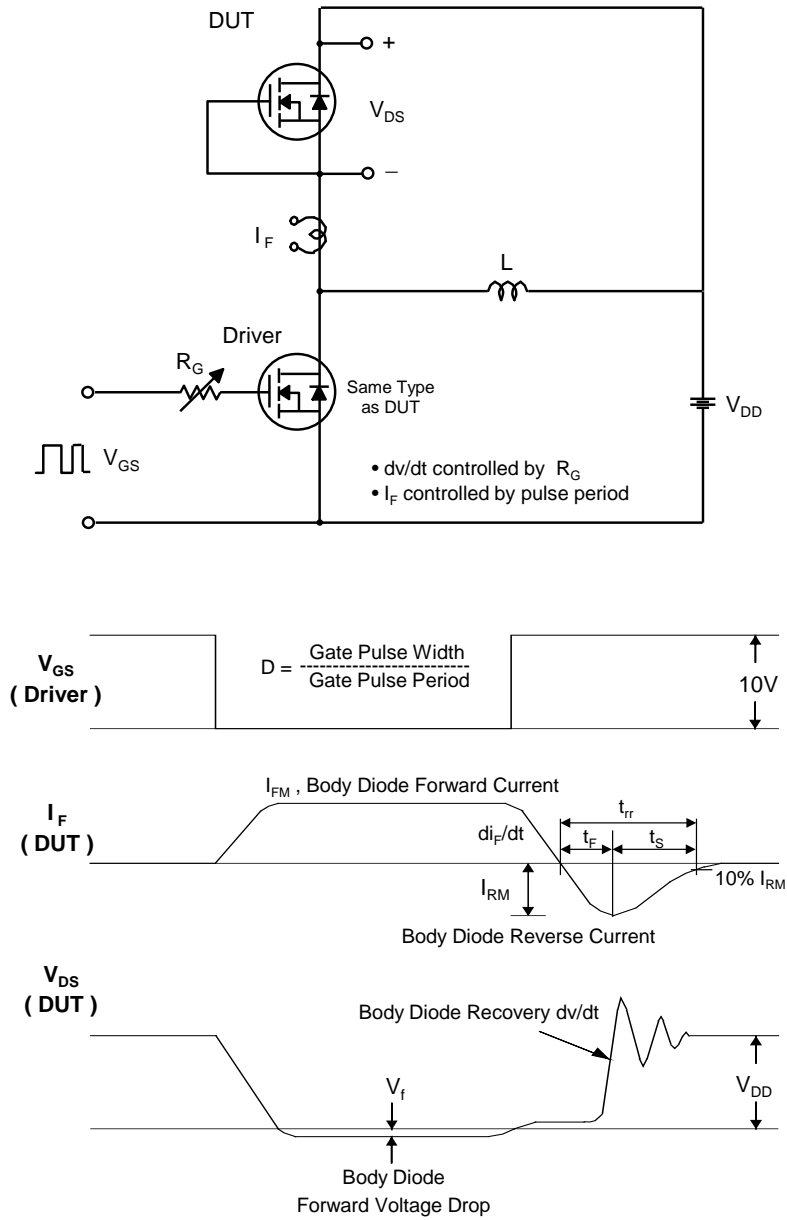 DUT
+
V_DS
−
I_F
L
Driver
R_G
Same Type
as DUT
V_DD
V_GS
• dv/dt controlled by R_G
• I_F controlled by pulse period
V_GS
( Driver )
D = Gate Pulse Width
Gate Pulse Period
10V
I_FM , Body Diode Forward Current
I_F
( DUT )
di_F/dt
t_rr
t_F
t_S
I_RM
10% I_RM
Body Diode Reverse Current
V_DS
( DUT )
Body Diode Recovery dv/dt
V_f
V_DD
Body Diode
Forward Voltage Drop